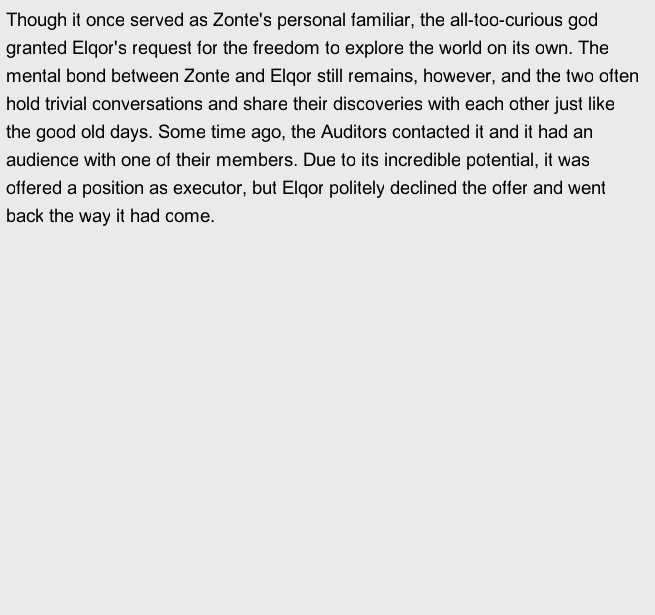 Though it once served as Zonte's personal familiar, the all-too-curious god
granted Elqor's request for the freedom to explore the world on its own. The
mental bond between Zonte and Elqor still remains, however, and the two often
hold trivial conversations and share their discoveries with each other just like
the good old days. Some time ago, the Auditors contacted it and it had an
audience with one of their members. Due to its incredible potential, it was
offered a position as executor, but Elqor politely declined the offer and went
back the way it had come.